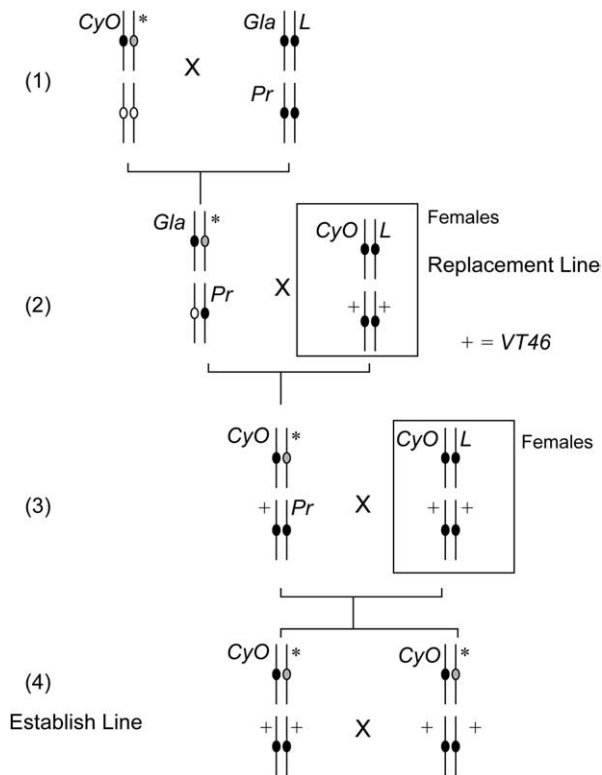 CyO * Gla L
(1) X
Pr
Gla * CyO L Females
Replacement Line
(2) Pr X + +
+ = VT46
CyO * CyO L Females
(3) + Pr X + +
CyO * CyO *
(4)
Establish Line + + X + +